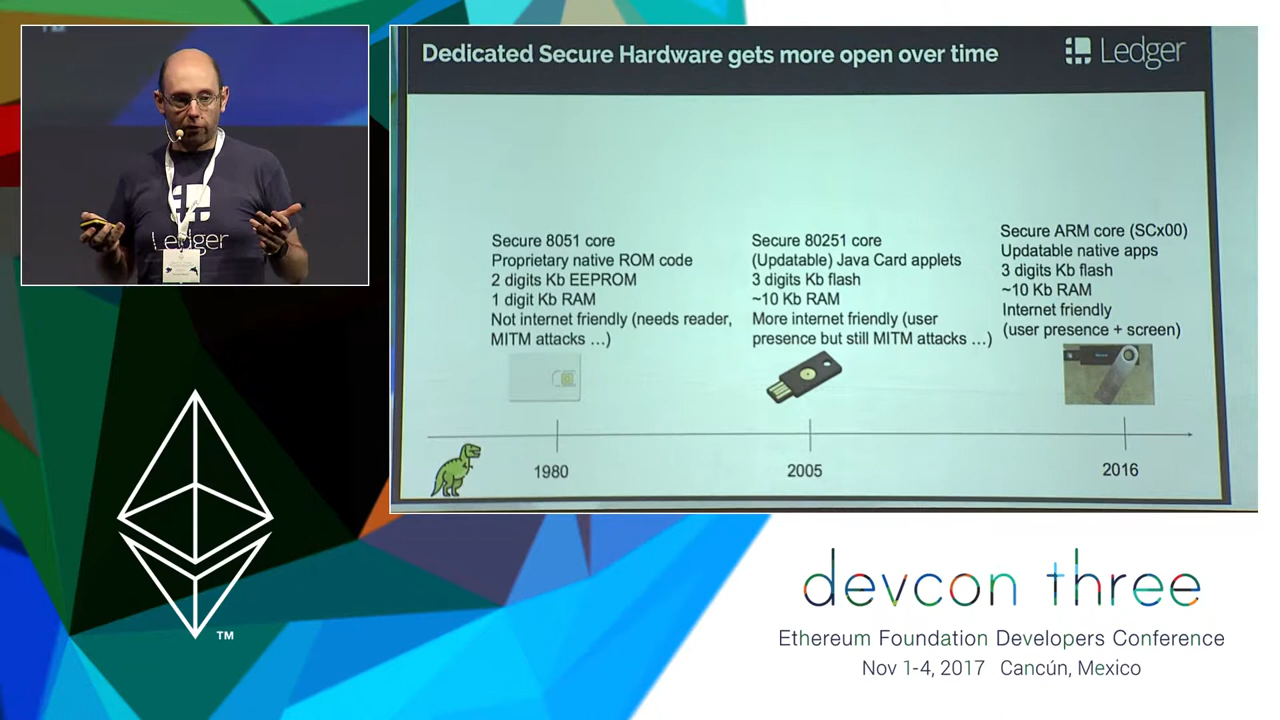 Dedicated Secure Hardware gets more open over time
Ledger
Ledger
Secure 8051 core
Proprietary native ROM code
2 digits Kb EEPROM
1 digit Kb RAM
Not internet friendly (needs reader,
MITM attacks …)
Secure 80251 core
(Updatable) Java Card applets
3 digits Kb flash
~10 Kb RAM
More internet friendly (user
presence but still MITM attacks …)
Secure ARM core (SCx00)
Updatable native apps
3 digits Kb flash
~10 Kb RAM
Internet friendly
(user presence + screen)
1980
2005
2016
TM
devcon three
Ethereum Foundation Developers Conference
Nov 1-4, 2017 Cancún, Mexico